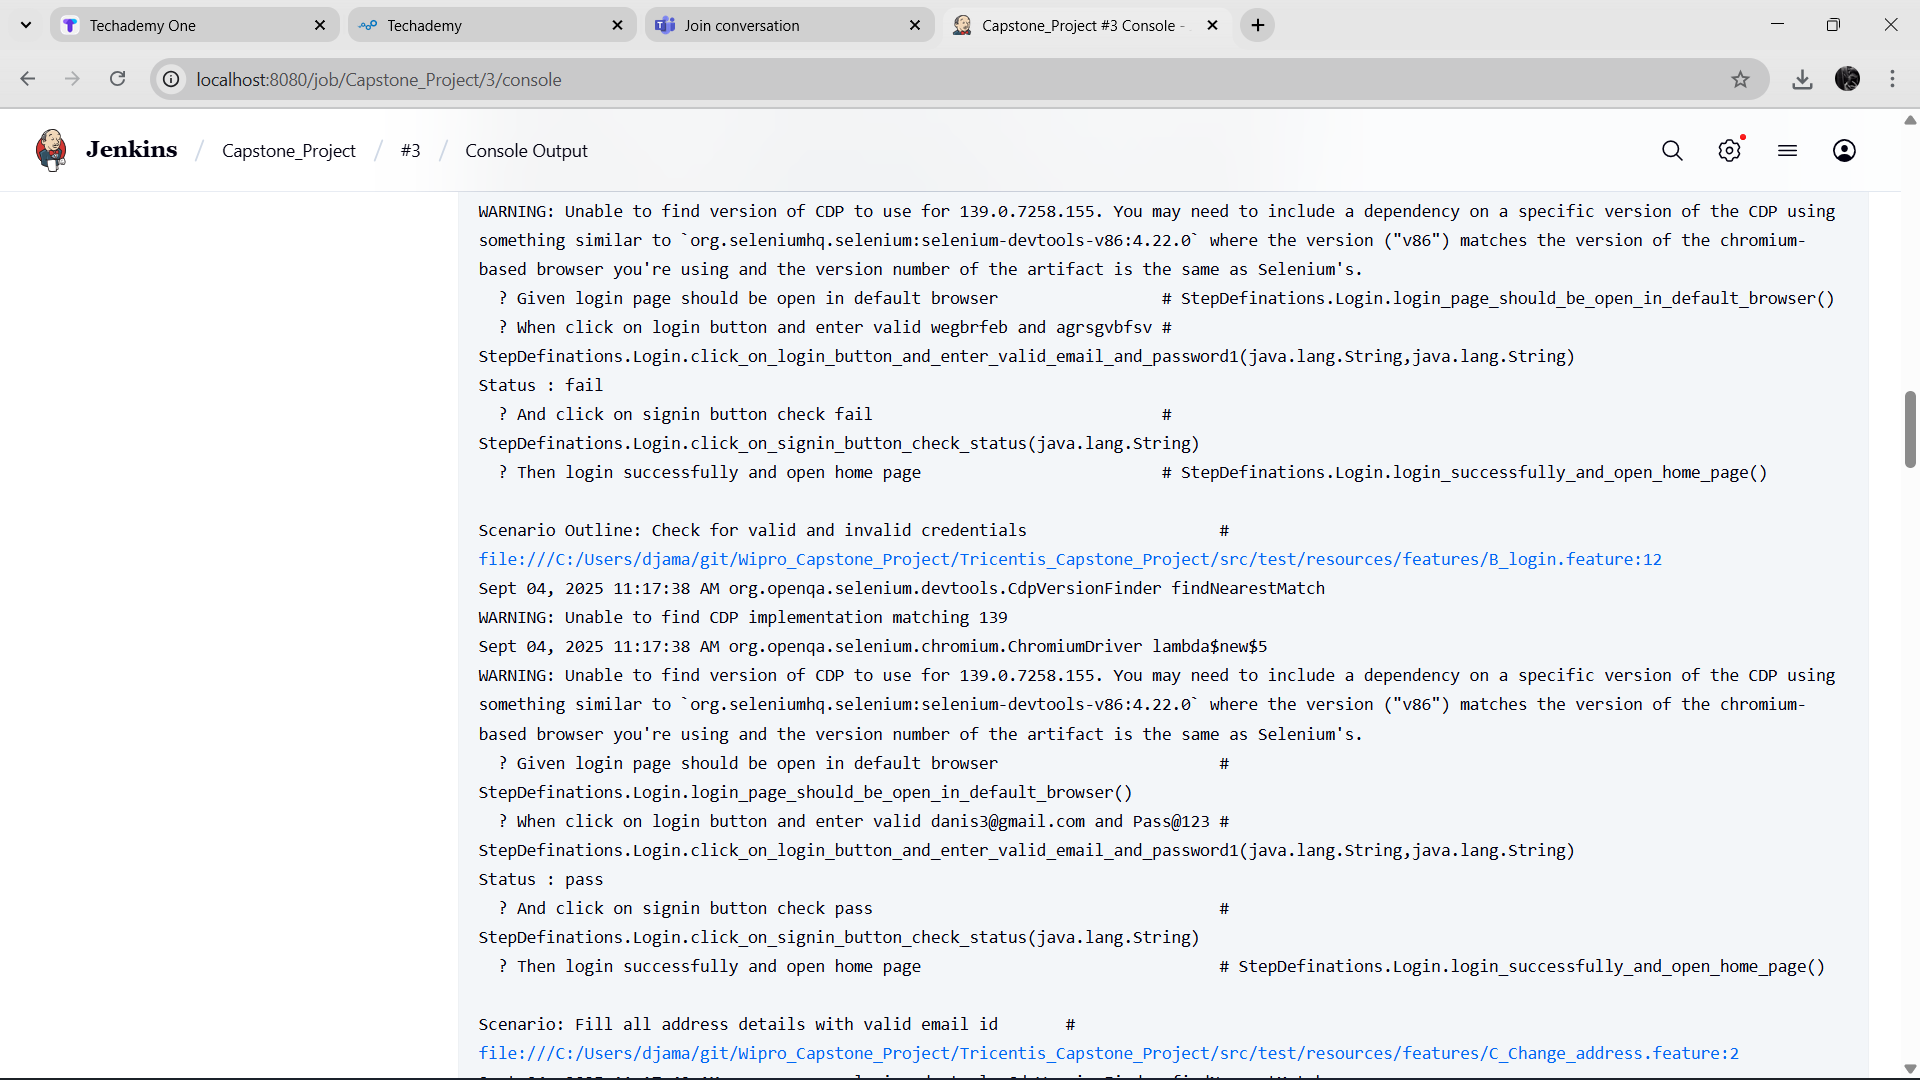 Techademy One
Techademy
Join conversation
Capstone_Project #3 Console -
localhost:8080/job/Capstone_Project/3/console
Jenkins / Capstone_Project / #3 / Console Output
WARNING: Unable to find version of CDP to use for 139.0.7258.155. You may need to include a dependency on a specific version of the CDP using
something similar to `org.seleniumhq.selenium:selenium-devtools-v86:4.22.0` where the version ("v86") matches the version of the chromium-
based browser you're using and the version number of the artifact is the same as Selenium's.
? Given login page should be open in default browser # StepDefinations.Login.login_page_should_be_open_in_default_browser()
? When click on login button and enter valid wegbrfeb and agrsgvbfsv #
StepDefinations.Login.click_on_login_button_and_enter_valid_email_and_password1(java.lang.String,java.lang.String)
Status : fail
? And click on signin button check fail #
StepDefinations.Login.click_on_signin_button_check_status(java.lang.String)
? Then login successfully and open home page # StepDefinations.Login.login_successfully_and_open_home_page()
Scenario Outline: Check for valid and invalid credentials #
file:///C:/Users/djama/git/Wipro_Capstone_Project/Tricentis_Capstone_Project/src/test/resources/features/B_login.feature:12
Sept 04, 2025 11:17:38 AM org.openqa.selenium.devtools.CdpVersionFinder findNearestMatch
WARNING: Unable to find CDP implementation matching 139
Sept 04, 2025 11:17:38 AM org.openqa.selenium.chromium.ChromiumDriver lambda$new$5
WARNING: Unable to find version of CDP to use for 139.0.7258.155. You may need to include a dependency on a specific version of the CDP using
something similar to `org.seleniumhq.selenium:selenium-devtools-v86:4.22.0` where the version ("v86") matches the version of the chromium-
based browser you're using and the version number of the artifact is the same as Selenium's.
? Given login page should be open in default browser #
StepDefinations.Login.login_page_should_be_open_in_default_browser()
? When click on login button and enter valid danis3@gmail.com and Pass@123 #
StepDefinations.Login.click_on_login_button_and_enter_valid_email_and_password1(java.lang.String,java.lang.String)
Status : pass
? And click on signin button check pass #
StepDefinations.Login.click_on_signin_button_check_status(java.lang.String)
? Then login successfully and open home page # StepDefinations.Login.login_successfully_and_open_home_page()
Scenario: Fill all address details with valid email id #
file:///C:/Users/djama/git/Wipro_Capstone_Project/Tricentis_Capstone_Project/src/test/resources/features/C_Change_address.feature:2